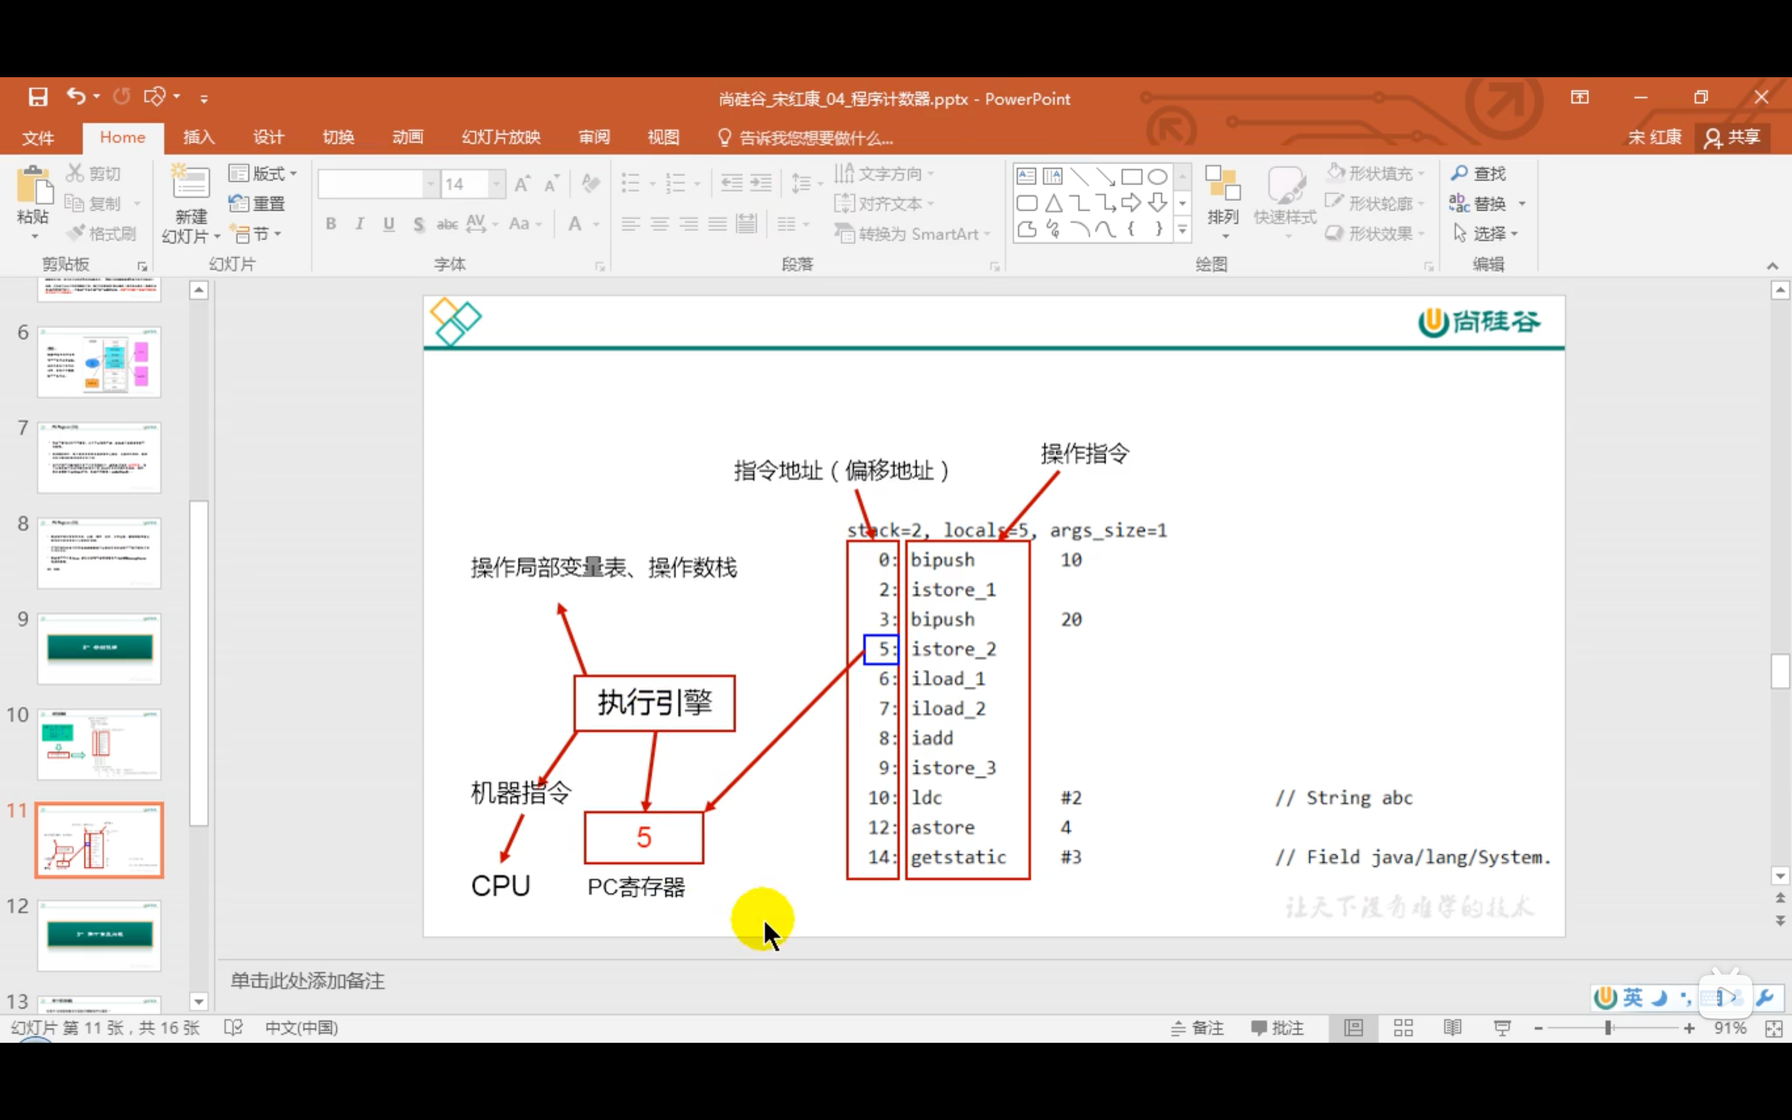 尚硅谷_宋红康_04_程序计数器.pptx - PowerPoint
文件 Home 插入 设计 切换 动画 幻灯片放映 审阅 视图 告诉我您想要做什么... 宋 红康 共享
粘贴 剪切 复制 格式刷
剪贴板
新建幻灯片 版式 重置 节
幻灯片
14
B I U S abc AV Aa A
字体
文字方向
对齐文本
转换为 SmartArt
段落
排列 快速样式
形状填充
形状轮廓
形状效果
绘图
查找
替换
选择
编辑
6
7
8
9
10
11
12
13
尚硅谷
指令地址（偏移地址）
操作指令
stack=2, locals=5, args_size=1
操作局部变量表、操作数栈
0: bipush 10
2: istore_1
3: bipush 20
5: istore_2
6: iload_1
7: iload_2
8: iadd
9: istore_3
10: ldc #2 // String abc
12: astore 4
14: getstatic #3 // Field java/lang/System.
执行引擎
机器指令
5
CPU
PC寄存器
让天下没有难学的技术
单击此处添加备注
英
幻灯片 第 11 张，共 16 张 中文(中国) 备注 批注 91%